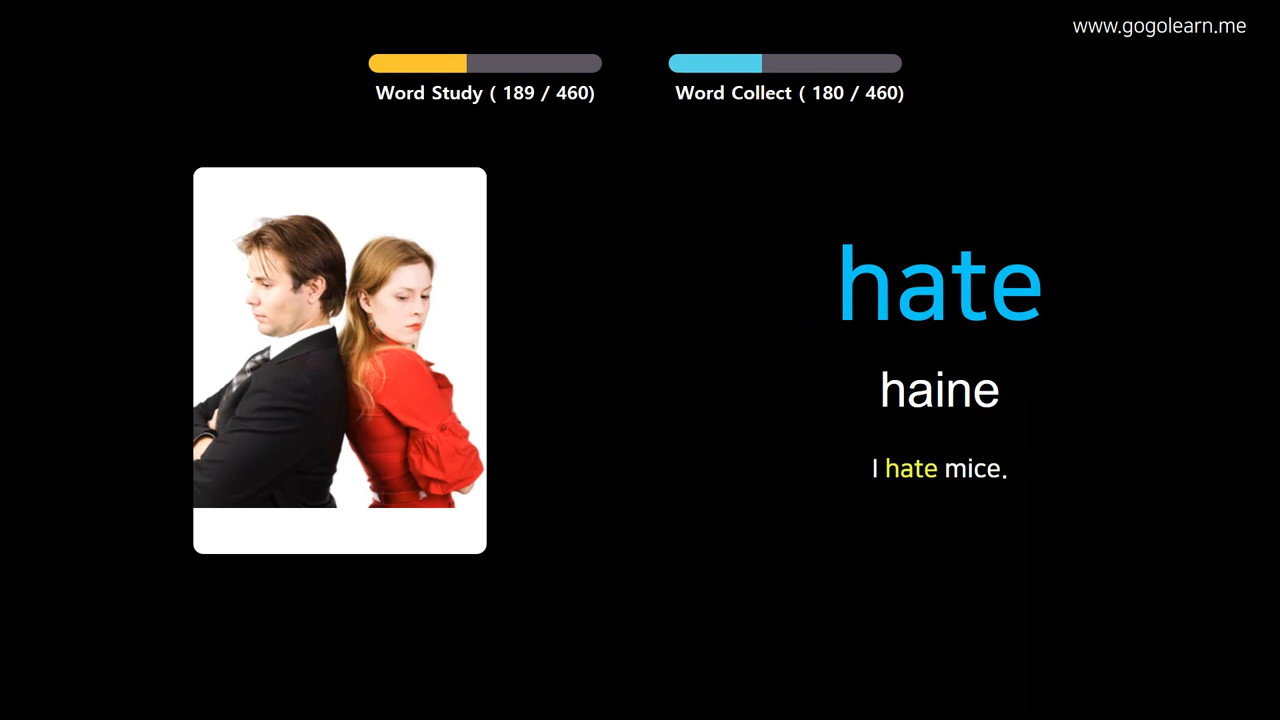 www.gogolearn.me
Word Study ( 189 / 460)
Word Collect ( 180 / 460)
hate
haine
I hate mice.